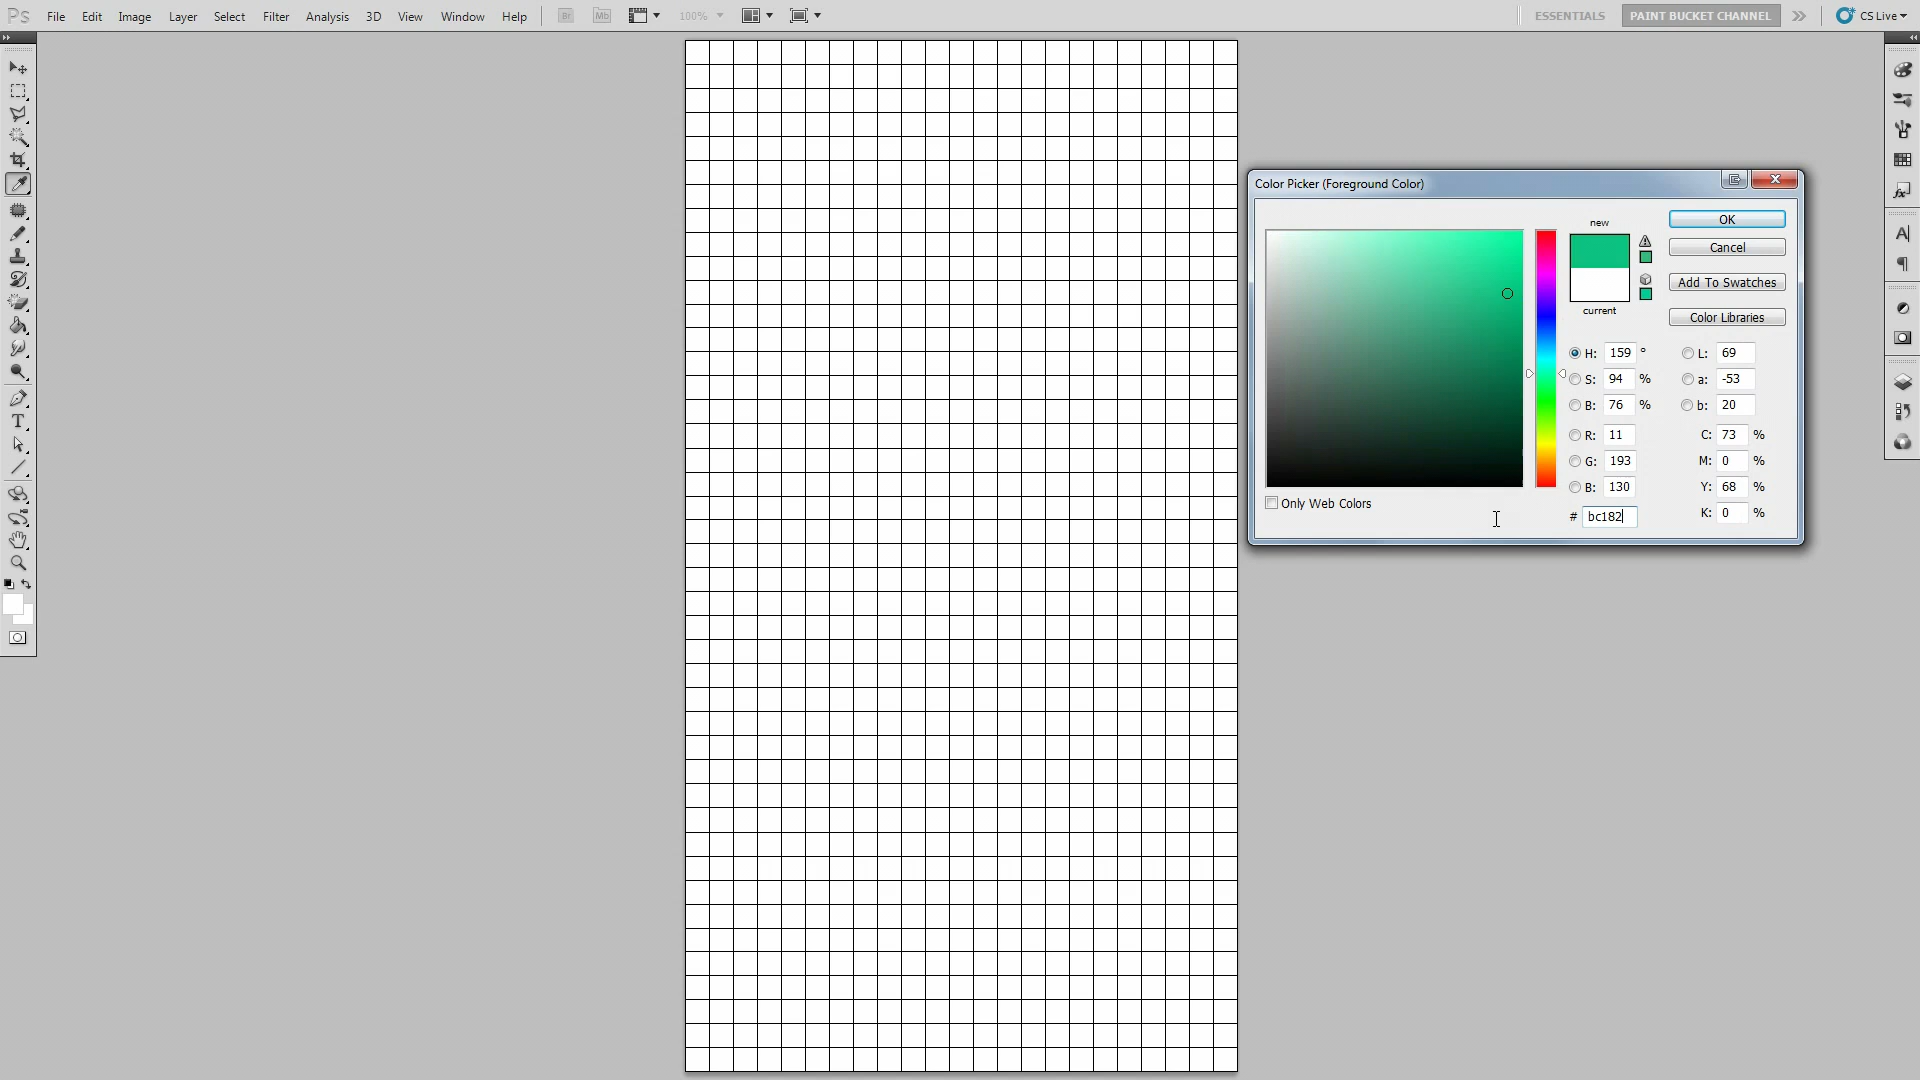 Ps File Edit Image Layer Select Filter Analysis 3D View Window Help Br Mb 100% ESSENTIALS PAINT BUCKET CHANNEL CS Live
Color Picker (Foreground Color)
new
OK
Cancel
Add To Swatches
current
Color Libraries
H: 159 ° L: 69
S: 94 % a: -53
B: 76 % b: 20
R: 11 C: 73 %
G: 193 M: 0 %
B: 130 Y: 68 %
Only Web Colors # bc182 K: 0 %